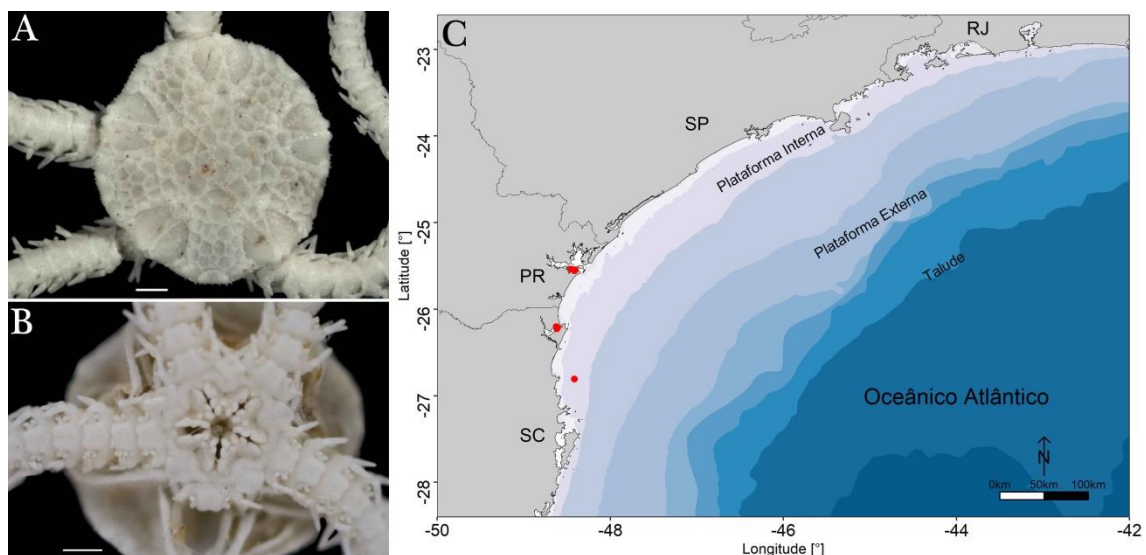 A
B
C
RJ
SP
PR
SC
Plataforma Interna
Plataforma Externa
Talude
Oceânico Atlântico
N
0km 50km 100km
-23
-24
-25
-26
-27
-28
Latitude [°]
-50 -48 -46 -44 -42
Longitude [°]